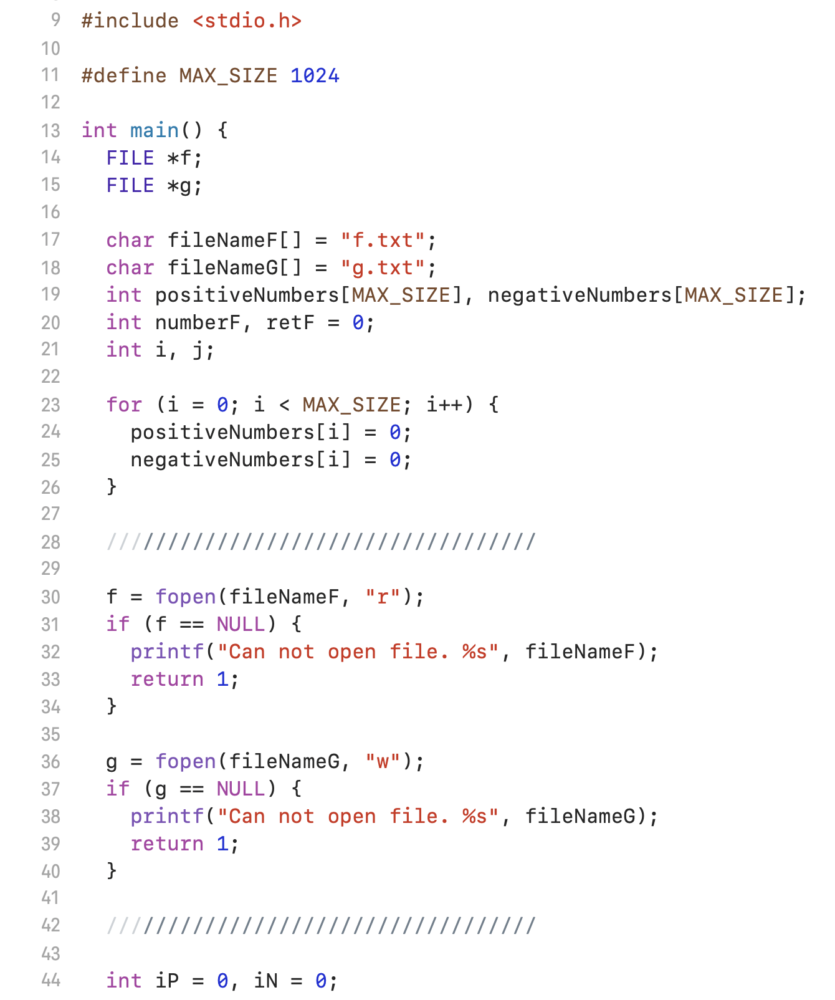 9 #include <stdio.h>
10
11 #define MAX_SIZE 1024
12
13 int main() {
14   FILE *f;
15   FILE *g;
16
17   char fileNameF[] = "f.txt";
18   char fileNameG[] = "g.txt";
19   int positiveNumbers[MAX_SIZE], negativeNumbers[MAX_SIZE];
20   int numberF, retF = 0;
21   int i, j;
22
23   for (i = 0; i < MAX_SIZE; i++) {
24     positiveNumbers[i] = 0;
25     negativeNumbers[i] = 0;
26   }
27
28   ///////////////////////////////////
29
30   f = fopen(fileNameF, "r");
31   if (f == NULL) {
32     printf("Can not open file. %s", fileNameF);
33     return 1;
34   }
35
36   g = fopen(fileNameG, "w");
37   if (g == NULL) {
38     printf("Can not open file. %s", fileNameG);
39     return 1;
40   }
41
42   ///////////////////////////////////
43
44   int iP = 0, iN = 0;